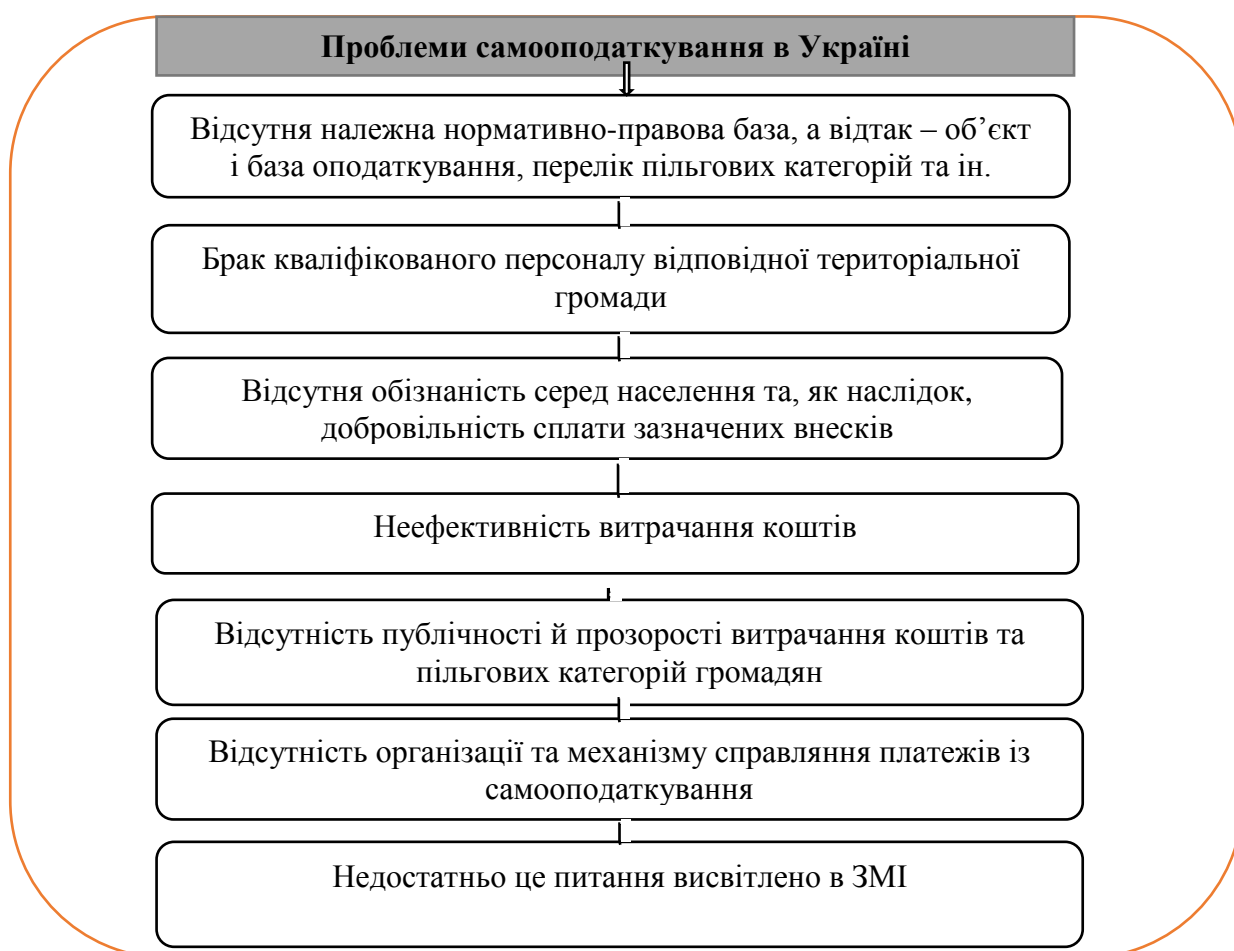 Проблеми самооподаткування в Україні
Відсутня належна нормативно-правова база, а відтак – об’єкт
і база оподаткування, перелік пільгових категорій та ін.
Брак кваліфікованого персоналу відповідної територіальної
громади
Відсутня обізнаність серед населення та, як наслідок,
добровільність сплати зазначених внесків
Неефективність витрачання коштів
Відсутність публічності й прозорості витрачання коштів та
пільгових категорій громадян
Відсутність організації та механізму справляння платежів із
самооподаткування
Недостатньо це питання висвітлено в ЗМІ